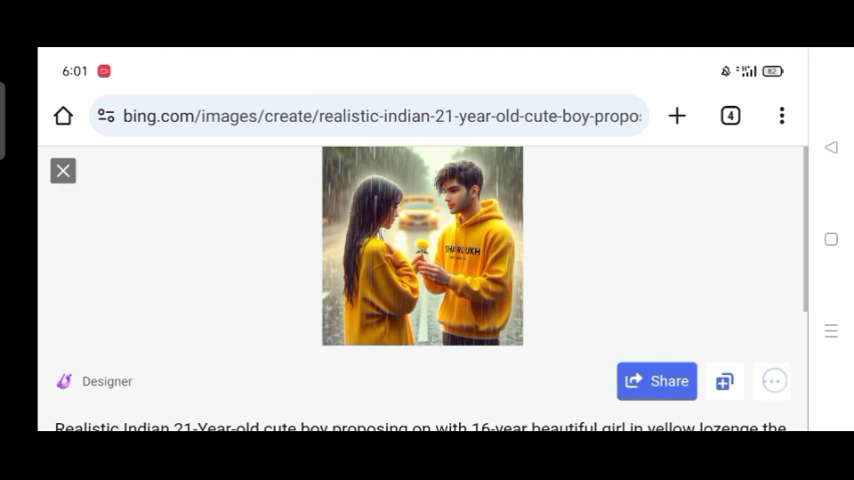 6:01
82
bing.com/images/create/realistic-indian-21-year-old-cute-boy-propo
4
Designer
Share
Realistic Indian 21-Year-old cute boy proposing on with 16-year beautiful girl in yellow lozenge the